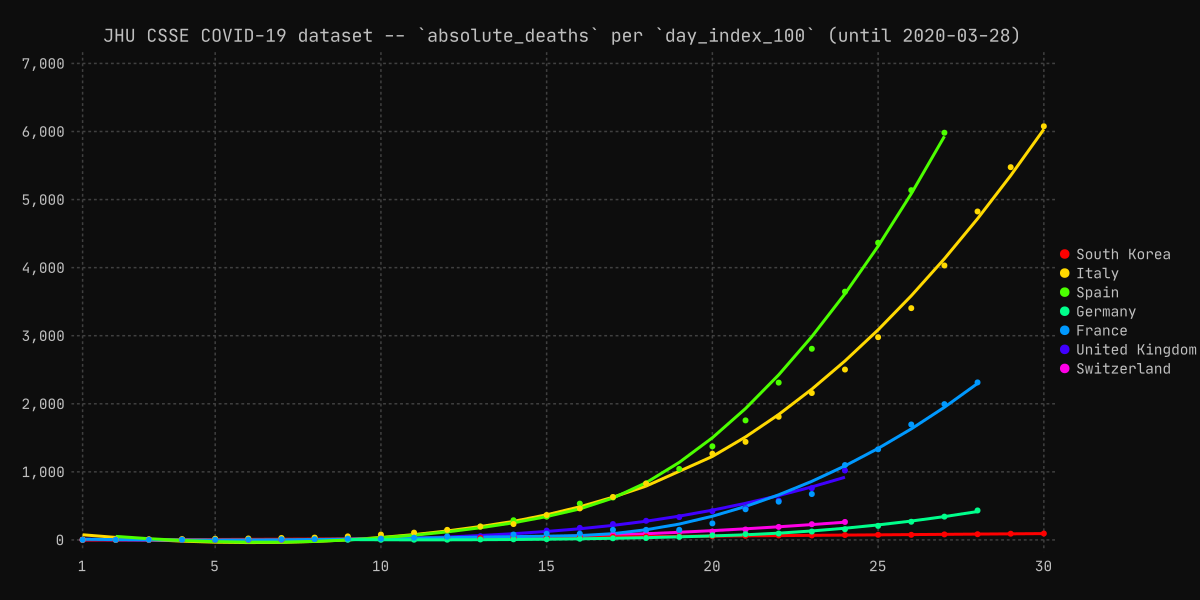 JHU CSSE COVID-19 dataset -- `absolute_deaths` per `day_index_100` (until 2020-03-28)
7,000
6,000
5,000
4,000
3,000
2,000
1,000
0
1 5 10 15 20 25 30
South Korea
Italy
Spain
Germany
France
United Kingdom
Switzerland